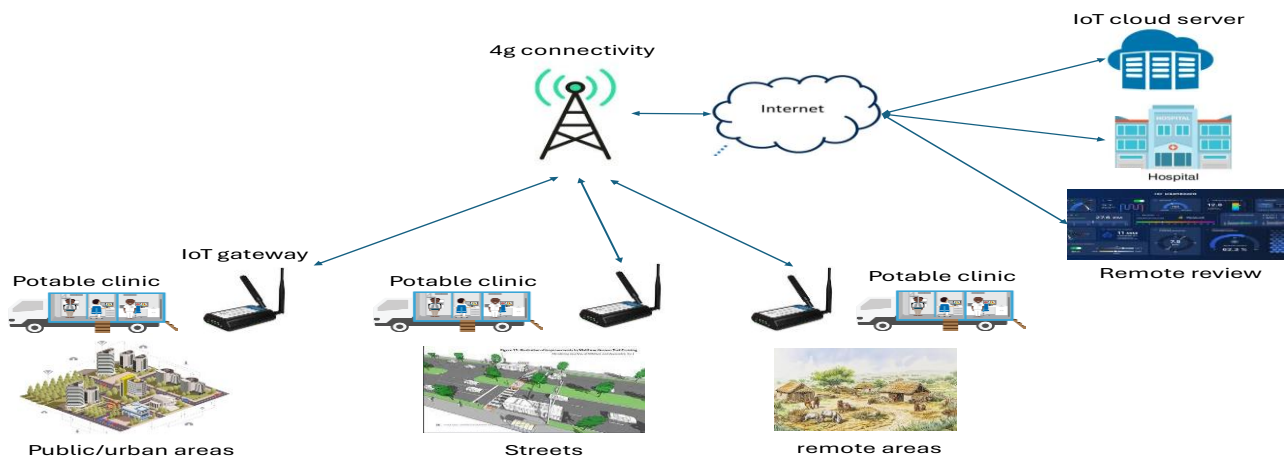 IoT cloud server
4g connectivity
Internet
HOSPITAL
Hospital
IoT gateway
Remote review
Potable clinic
Potable clinic
Potable clinic
Public/urban areas
Streets
remote areas